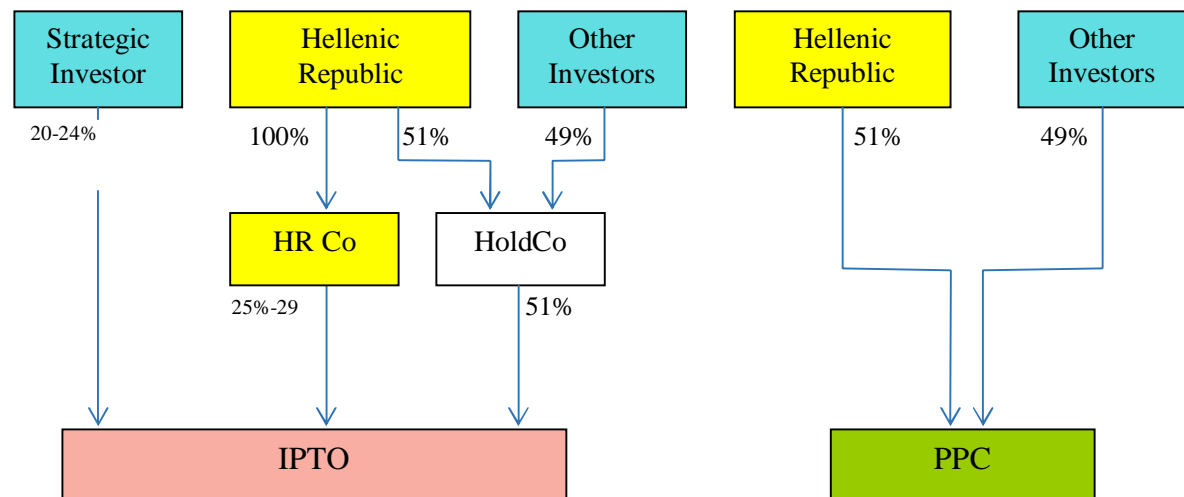 Strategic
Investor
Hellenic
Republic
Other
Investors
Hellenic
Republic
Other
Investors
20-24%
100%
51%
49%
51%
49%
HR Co
HoldCo
25%-29
51%
IPTO
PPC